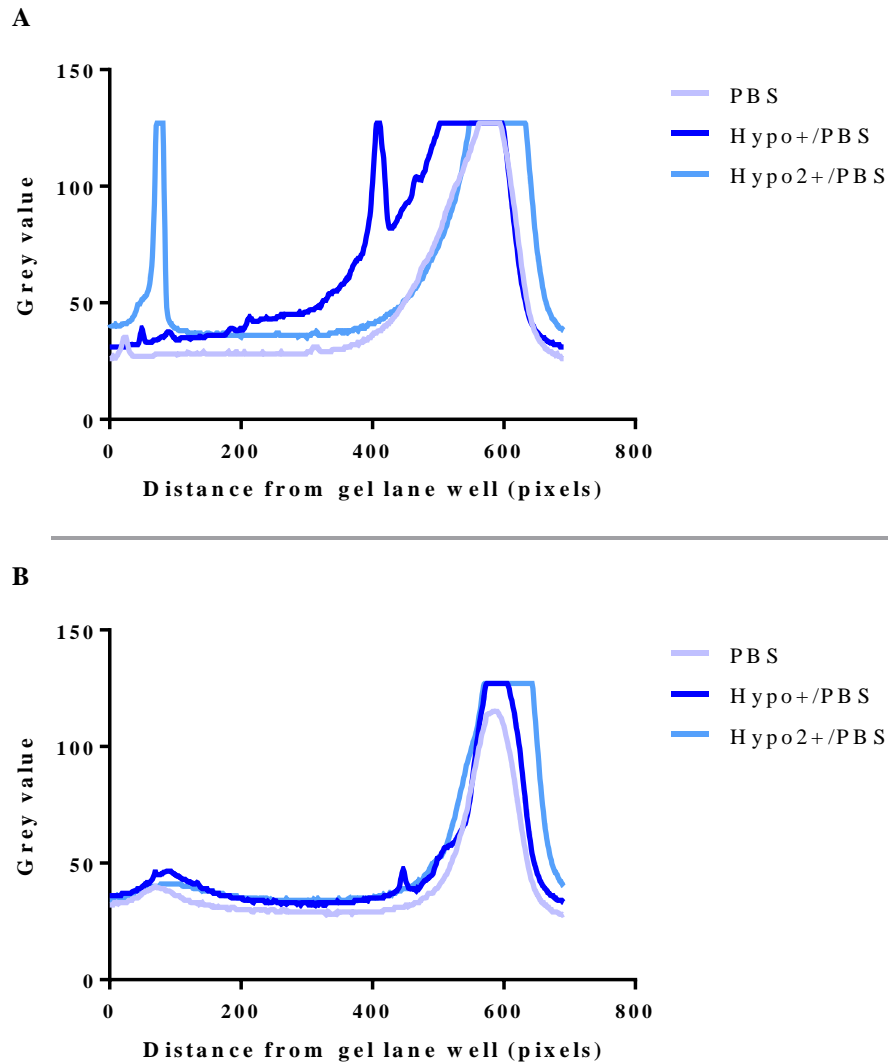 A
150
100
50
0
Grey value
0 200 400 600 800
Distance from gel lane well (pixels)
PBS
Hypo+/PBS
Hypo2+/PBS
B
150
100
50
0
Grey value
0 200 400 600 800
Distance from gel lane well (pixels)
PBS
Hypo+/PBS
Hypo2+/PBS